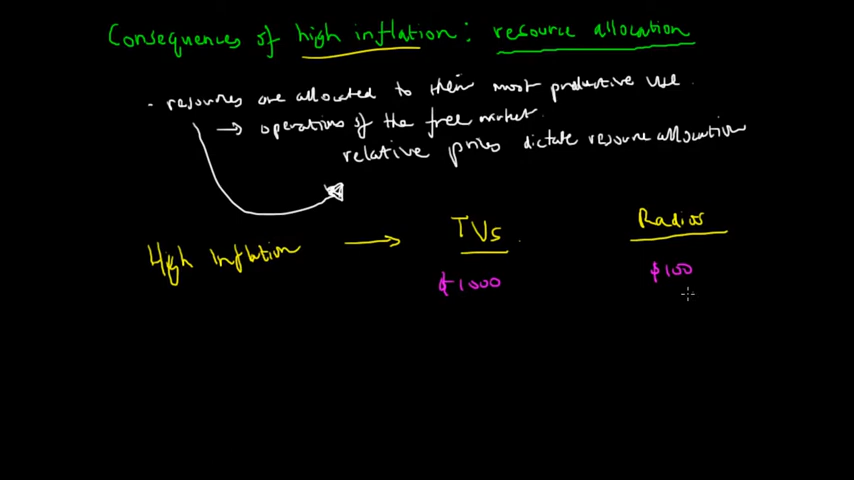 Consequences of high inflation: resource allocation
- resources are allocated to their most productive use.
→ operations of the free market.
relative prices dictate resource allocation
High Inflation → TVs Radios
$1000 $100